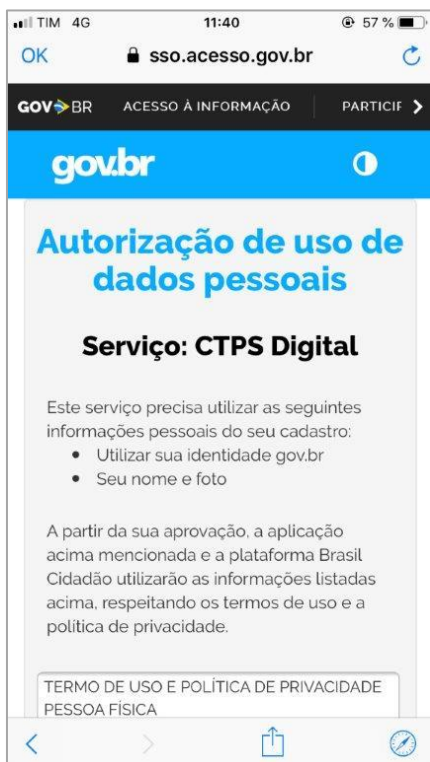 TIM 4G 11:40 57 %
OK sso.acesso.gov.br
GOV BR ACESSO À INFORMAÇÃO PARTICIP
gov.br
Autorização de uso de
dados pessoais
Serviço: CTPS Digital
Este serviço precisa utilizar as seguintes
informações pessoais do seu cadastro:
• Utilizar sua identidade gov.br
• Seu nome e foto
A partir da sua aprovação, a aplicação
acima mencionada e a plataforma Brasil
Cidadão utilizarão as informações listadas
acima, respeitando os termos de uso e a
política de privacidade.
TERMO DE USO E POLÍTICA DE PRIVACIDADE
PESSOA FÍSICA